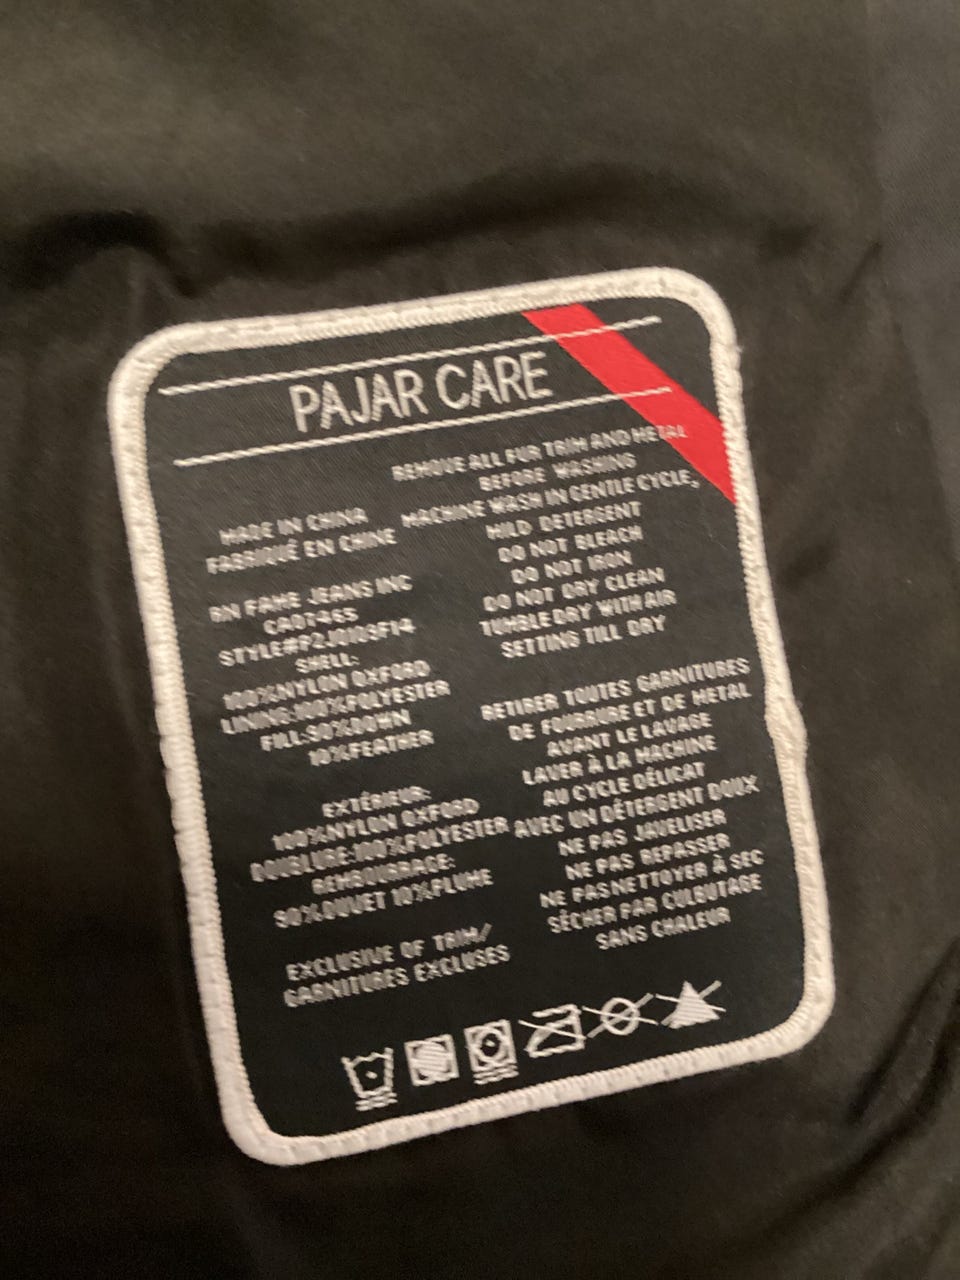 PAJAR CARE
MADE IN CHINA
FABRIQUÉ EN CHINE
RN FAME JEANS INC
CA07465
STYLE#P2J010SF14
SHELL:
100%NYLON OXFORD
LINING:100%POLYESTER
FILL:90%DOWN
10%FEATHER
EXTÉRIEUR:
100%NYLON OXFORD
DOUBLURE:100%POLYESTER
REMBOURRAGE:
90%DUVET 10%PLUME
EXCLUSIVE OF TRIM/
GARNITURES EXCLUSES
REMOVE ALL FUR TRIM AND METAL
BEFORE WASHING
MACHINE WASH IN GENTLE CYCLE,
MILD DETERGENT
DO NOT BLEACH
DO NOT IRON
DO NOT DRY CLEAN
TUMBLE DRY WITH AIR
SETTING TILL DRY
RETIRER TOUTES GARNITURES
DE FOURRURE ET DE METAL
AVANT LE LAVAGE
LAVER À LA MACHINE
AU CYCLE DÉLICAT
AVEC UN DÉTERGENT DOUX
NE PAS JAVELISER
NE PAS REPASSER
NE PAS NETTOYER À SEC
SÉCHER PAR CULBUTAGE
SANS CHALEUR